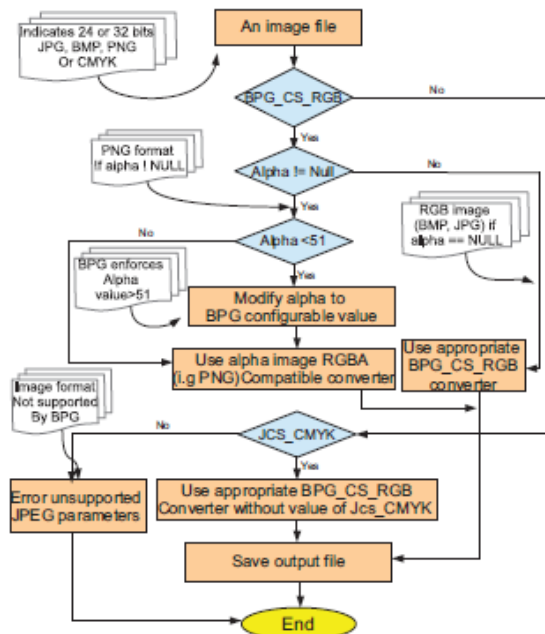 Indicates 24 or 32 bits
JPG, BMP, PNG
Or CMYK
An image file
BPG_CS_RGB
No
Yes
PNG format
If alpha ! NULL
Alpha != Null
No
Yes
RGB image
(BMP, JPG) if
alpha == NULL
No
Alpha <51
BPG enforces
Alpha
value>51
Yes
Modify alpha to
BPG configurable value
Use alpha image RGBA
(i.g PNG)Compatible converter
Use appropriate
BPG_CS_RGB
converter
Image format
Not supported
By BPG
No
JCS_CMYK
Yes
Error unsupported
JPEG parameters
Use appropriate BPG_CS_RGB
Converter without value of Jcs_CMYK
Save output file
End